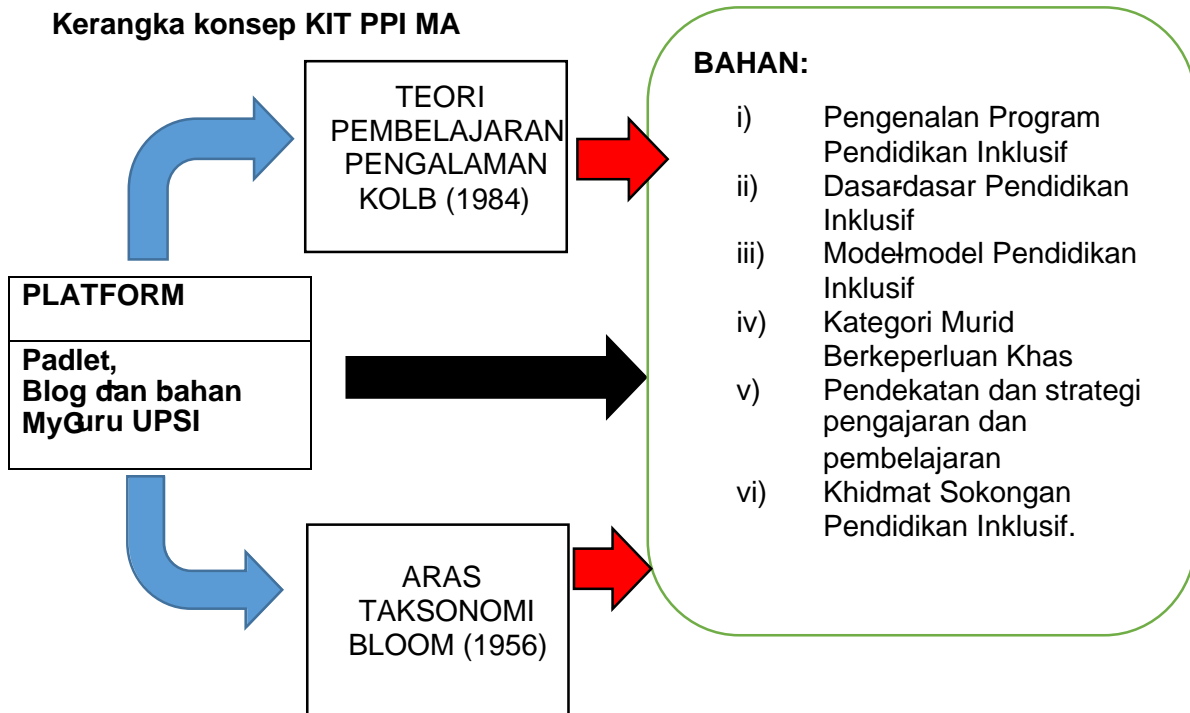 Kerangka konsep KIT PPI MA
TEORI
PEMBELAJARAN
PENGALAMAN
KOLB (1984)
PLATFORM
Padlet,
Blog dan bahan
MyGuru UPSI
ARAS
TAKSONOMI
BLOOM (1956)
BAHAN:
i) Pengenalan Program
Pendidikan Inklusif
ii) Dasar-dasar Pendidikan
Inklusif
iii) Model-model Pendidikan
Inklusif
iv) Kategori Murid
Berkeperluan Khas
v) Pendekatan dan strategi
pengajaran dan
pembelajaran
vi) Khidmat Sokongan
Pendidikan Inklusif.